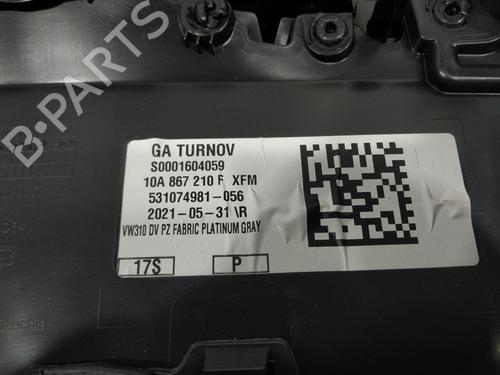 GA TURNOV
S0001604059
10A 867 210 F XFM
531074981-056
2021-05-31 \R
VW310 DV PZ FABRIC PLATINUM GRAY
17S P